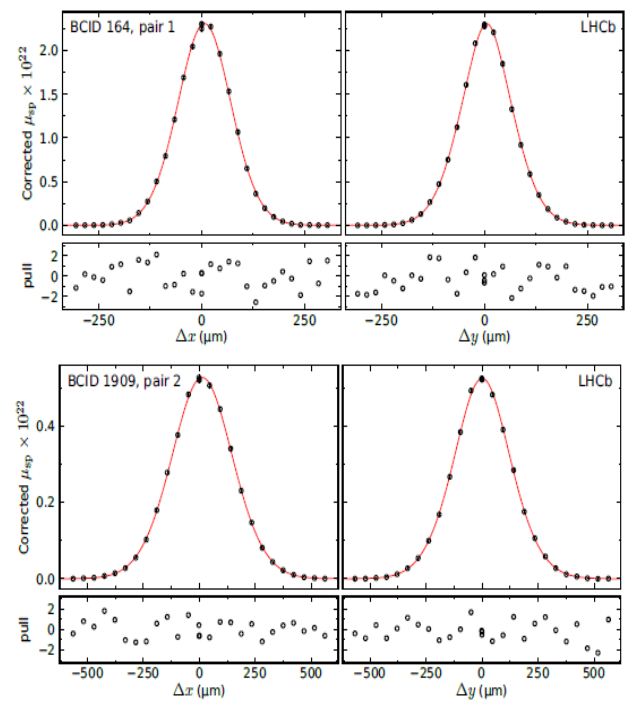 BCID 164, pair 1
LHCb
Corrected μsp × 10²²
2.0
1.5
1.0
0.5
0.0
pull
2
0
−2
−250 0 250
Δx (μm)
−250 0 250
Δy (μm)
BCID 1909, pair 2
LHCb
Corrected μsp × 10²²
0.4
0.2
0.0
pull
2
0
−2
−500 −250 0 250 500
Δx (μm)
−500 −250 0 250 500
Δy (μm)